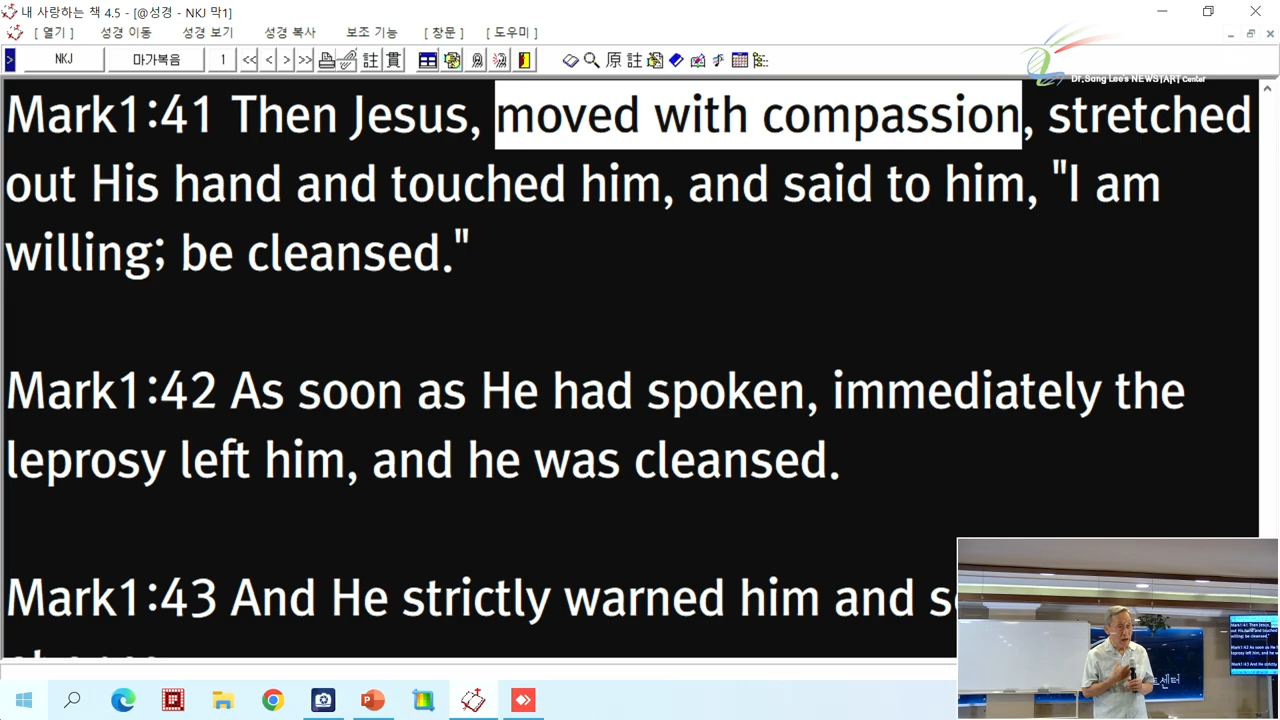 내 사랑하는 책 4.5 - [@성경 - NKJ 막1]
[ 열기 ] 성경 이동 성경 보기 성경 복사 보조 기능 [ 창문 ] [ 도우미 ]
NKJ 마가복음 1 << < > >> 註 貫 原 註
Dr.Sang Lee's NEWSTART Center
Mark1:41 Then Jesus, moved with compassion, stretched
out His hand and touched him, and said to him, "I am
willing; be cleansed."
Mark1:42 As soon as He had spoken, immediately the
leprosy left him, and he was cleansed.
Mark1:43 And He strictly warned him and